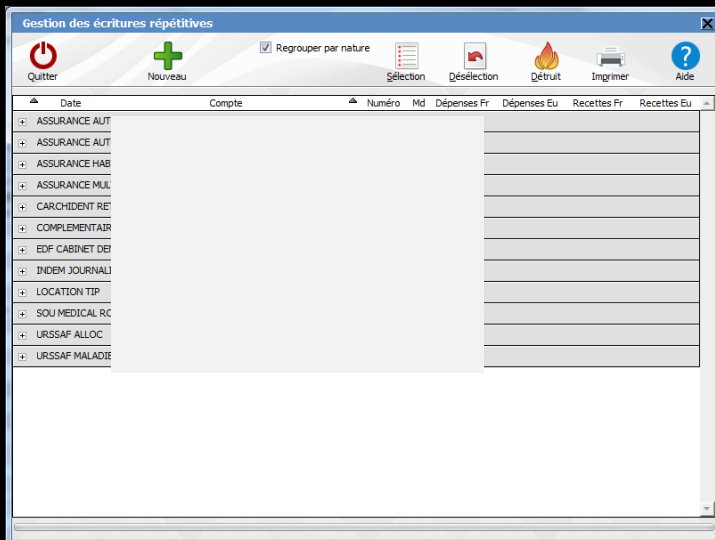 Gestion des écritures répétitives
Quitter Nouveau Regrouper par nature Sélection Désélection Détruit Imprimer Aide
Date Compte Numéro Md Dépenses Fr Dépenses Eu Recettes Fr Recettes Eu
ASSURANCE AUT
ASSURANCE AUT
ASSURANCE HAB
ASSURANCE MUL
CARCHIDENT RET
COMPLEMENTAIR
EDF CABINET DEN
INDEM JOURNALI
LOCATION TIP
SOU MEDICAL RC
URSSAF ALLOC
URSSAF MALADIE